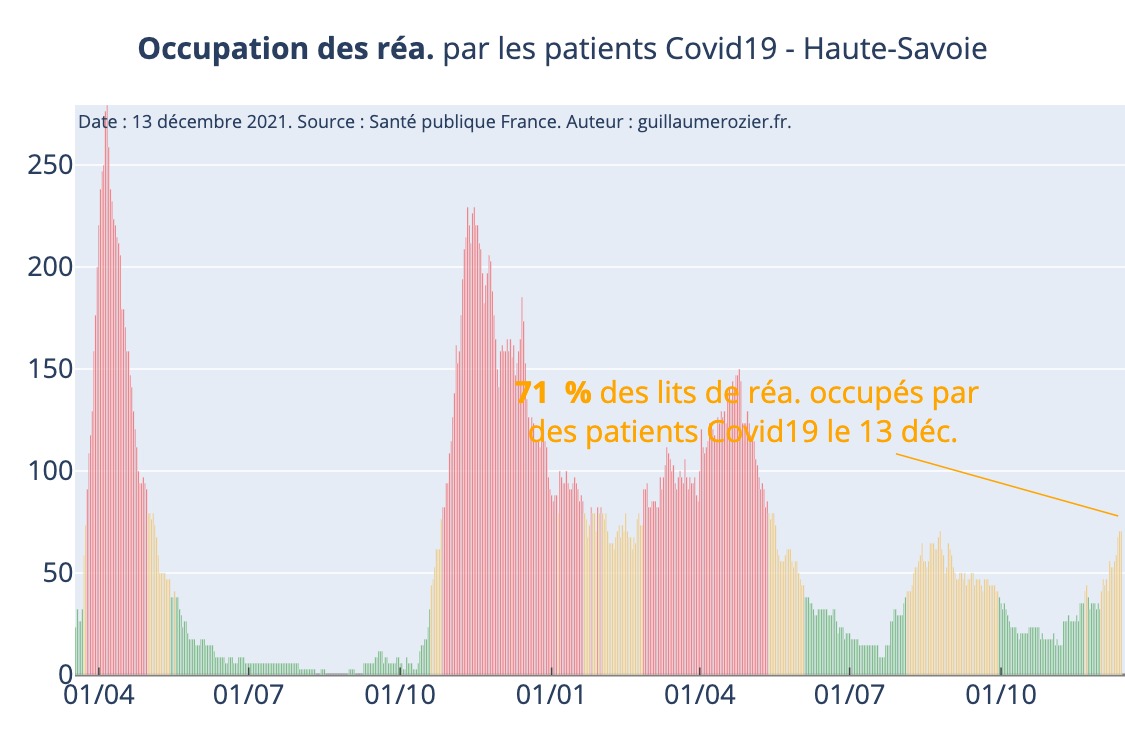 Occupation des réa. par les patients Covid19 - Haute-Savoie
Date : 13 décembre 2021. Source : Santé publique France. Auteur : guillaumerozier.fr.
250
200
150
71 % des lits de réa. occupés par
des patients Covid19 le 13 déc.
100
50
0
01/04 01/07 01/10 01/01 01/04 01/07 01/10